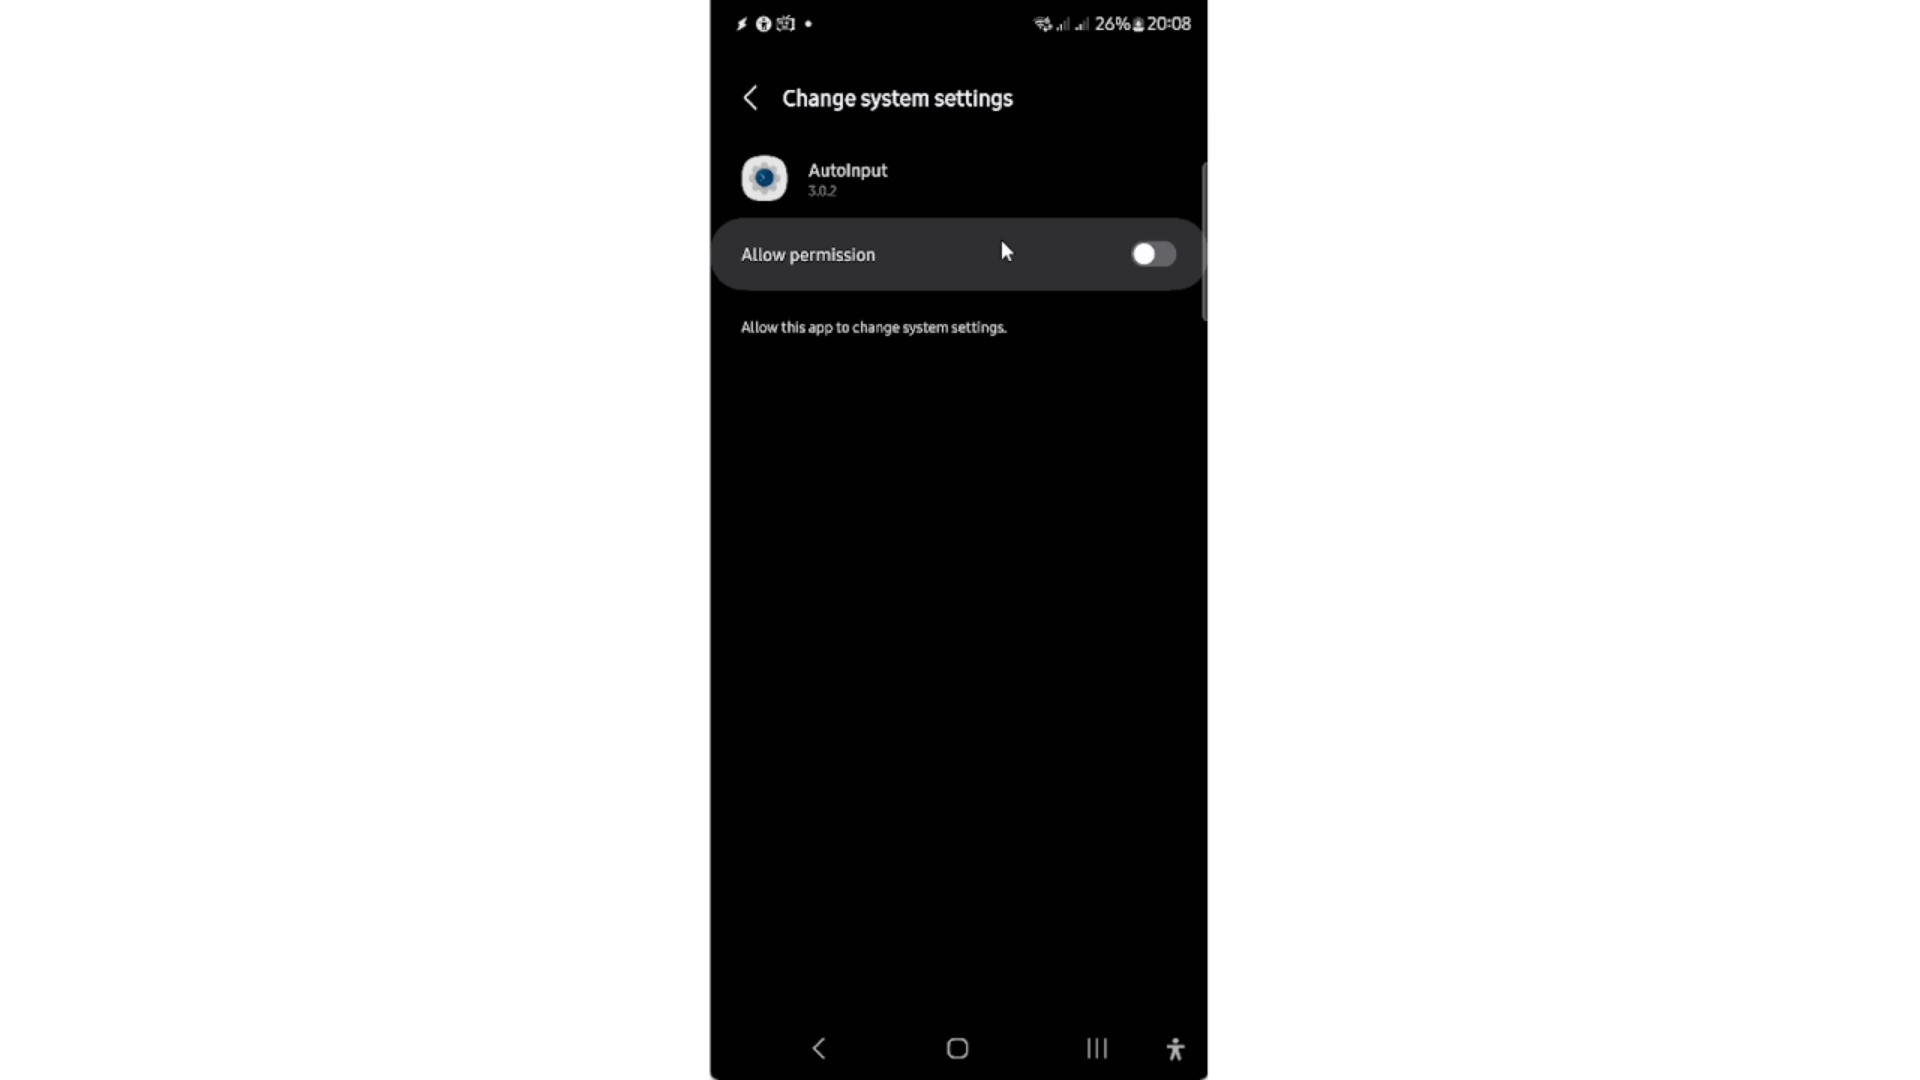 26% 20:08
Change system settings
AutoInput
3.0.2
Allow permission
Allow this app to change system settings.